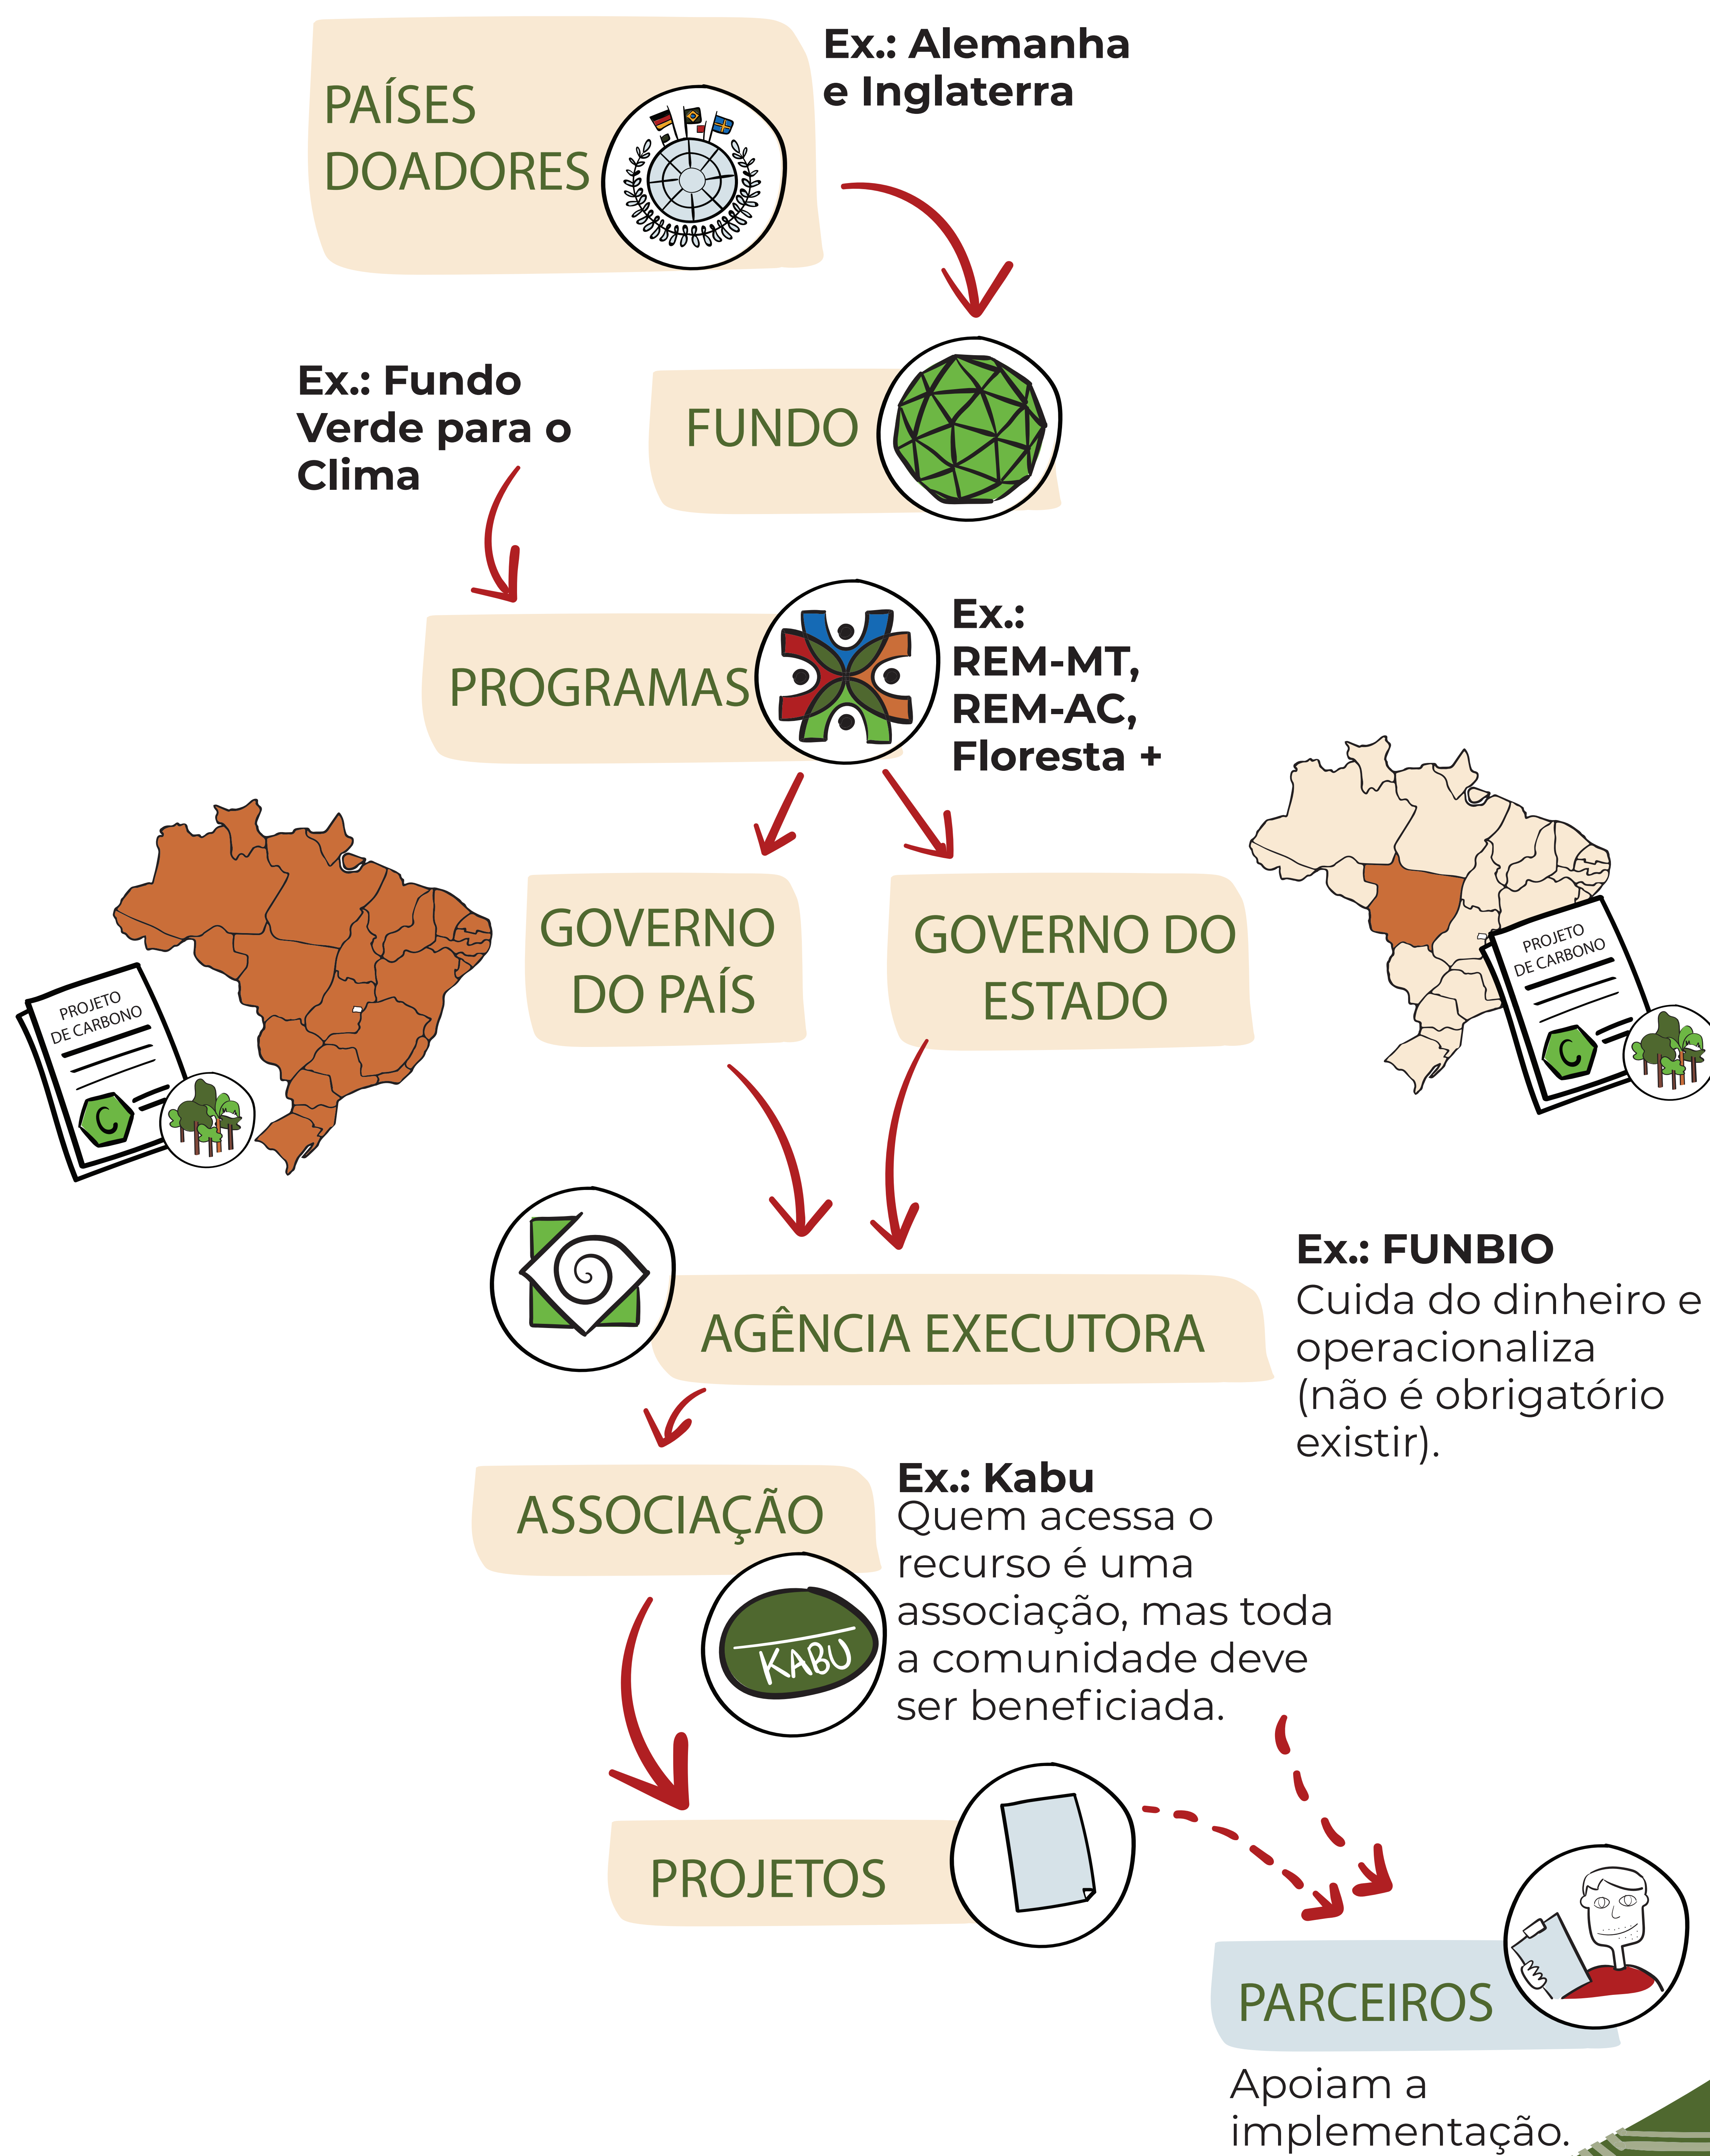 PAÍSES
DOADORES
Ex.: Alemanha
e Inglaterra
Ex.: Fundo
Verde para o
Clima
FUNDO
PROGRAMAS
Ex.:
REM-MT,
REM-AC,
Floresta +
GOVERNO
DO PAÍS
GOVERNO DO
ESTADO
PROJETO
DE CARBONO
C
PROJETO
DE CARBONO
C
AGÊNCIA EXECUTORA
Ex.: FUNBIO
Cuida do dinheiro e
operacionaliza
(não é obrigatório
existir).
ASSOCIAÇÃO
KABU
Ex.: Kabu
Quem acessa o
recurso é uma
associação, mas toda
a comunidade deve
ser beneficiada.
PROJETOS
PARCEIROS
Apoiam a
implementação.